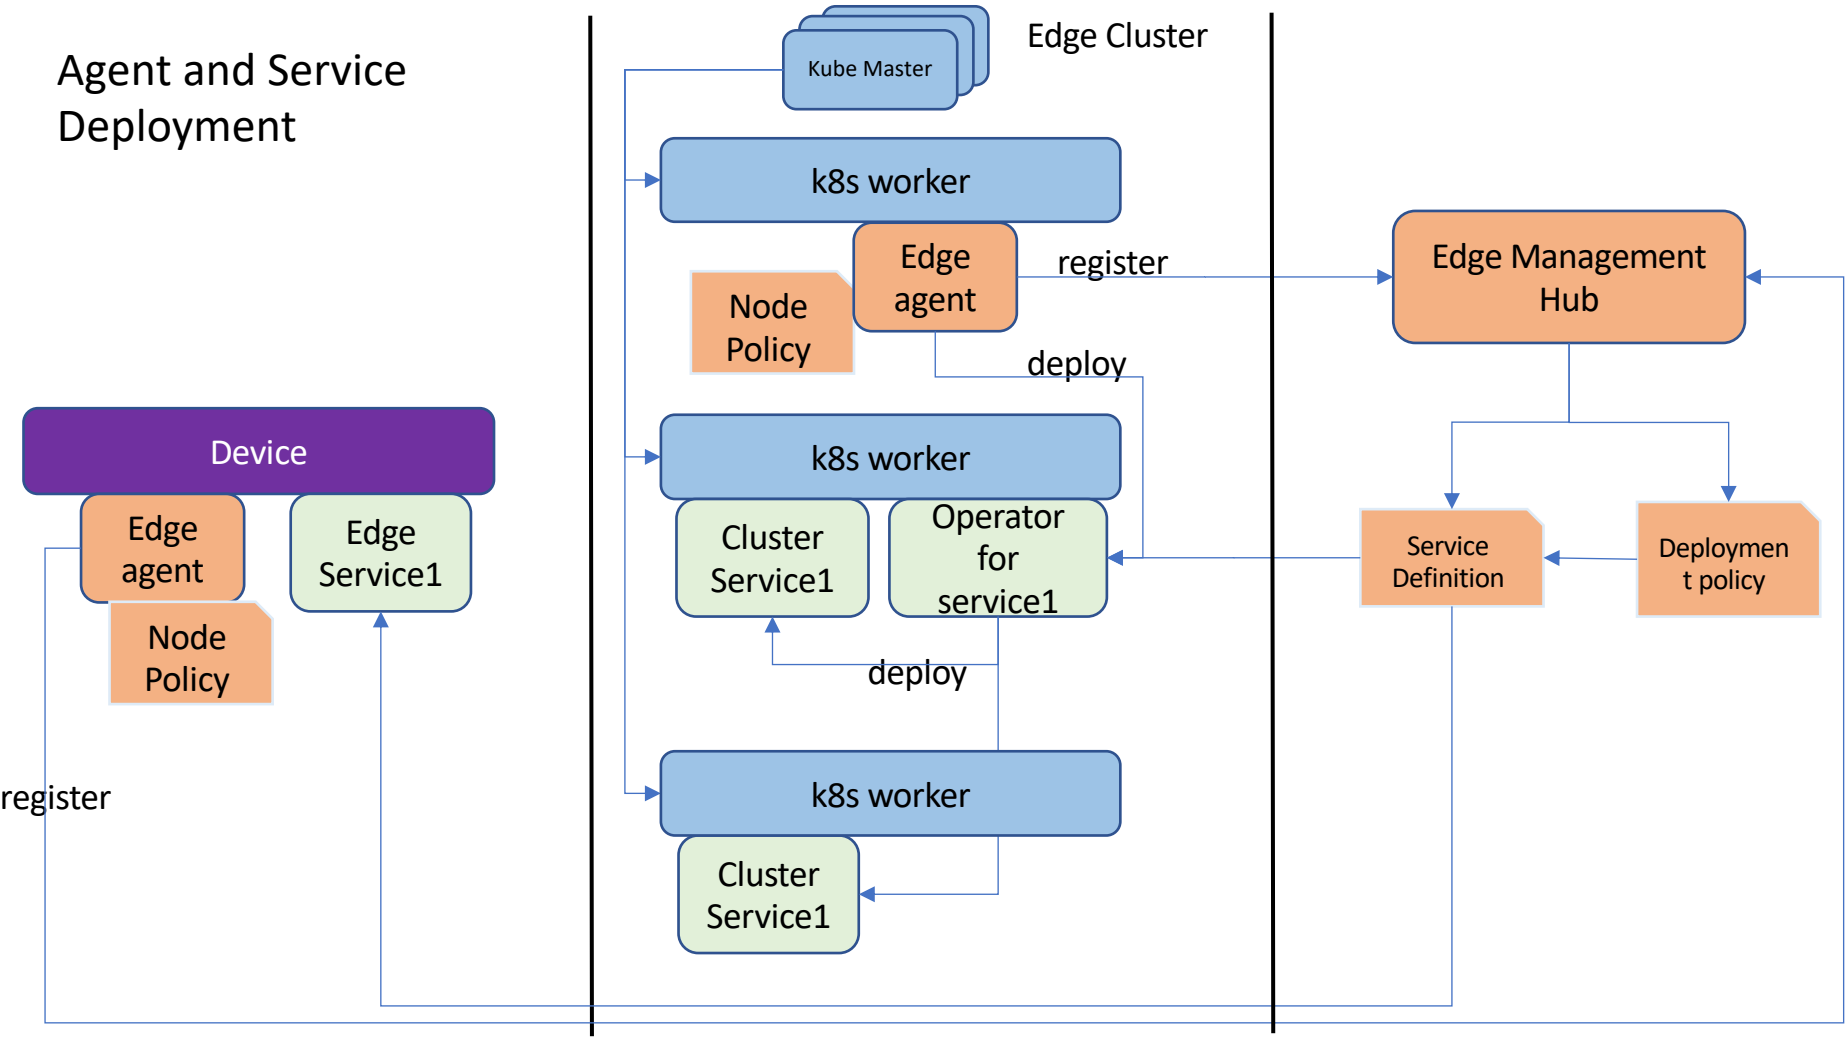 Agent and Service
Deployment
Edge Cluster
Kube Master
k8s worker
Edge
agent
register
Node
Policy
deploy
Edge Management
Hub
Device
Edge
agent
Edge
Service1
Node
Policy
register
k8s worker
Cluster
Service1
Operator
for
service1
deploy
k8s worker
Cluster
Service1
Service
Definition
Deploymen
t policy